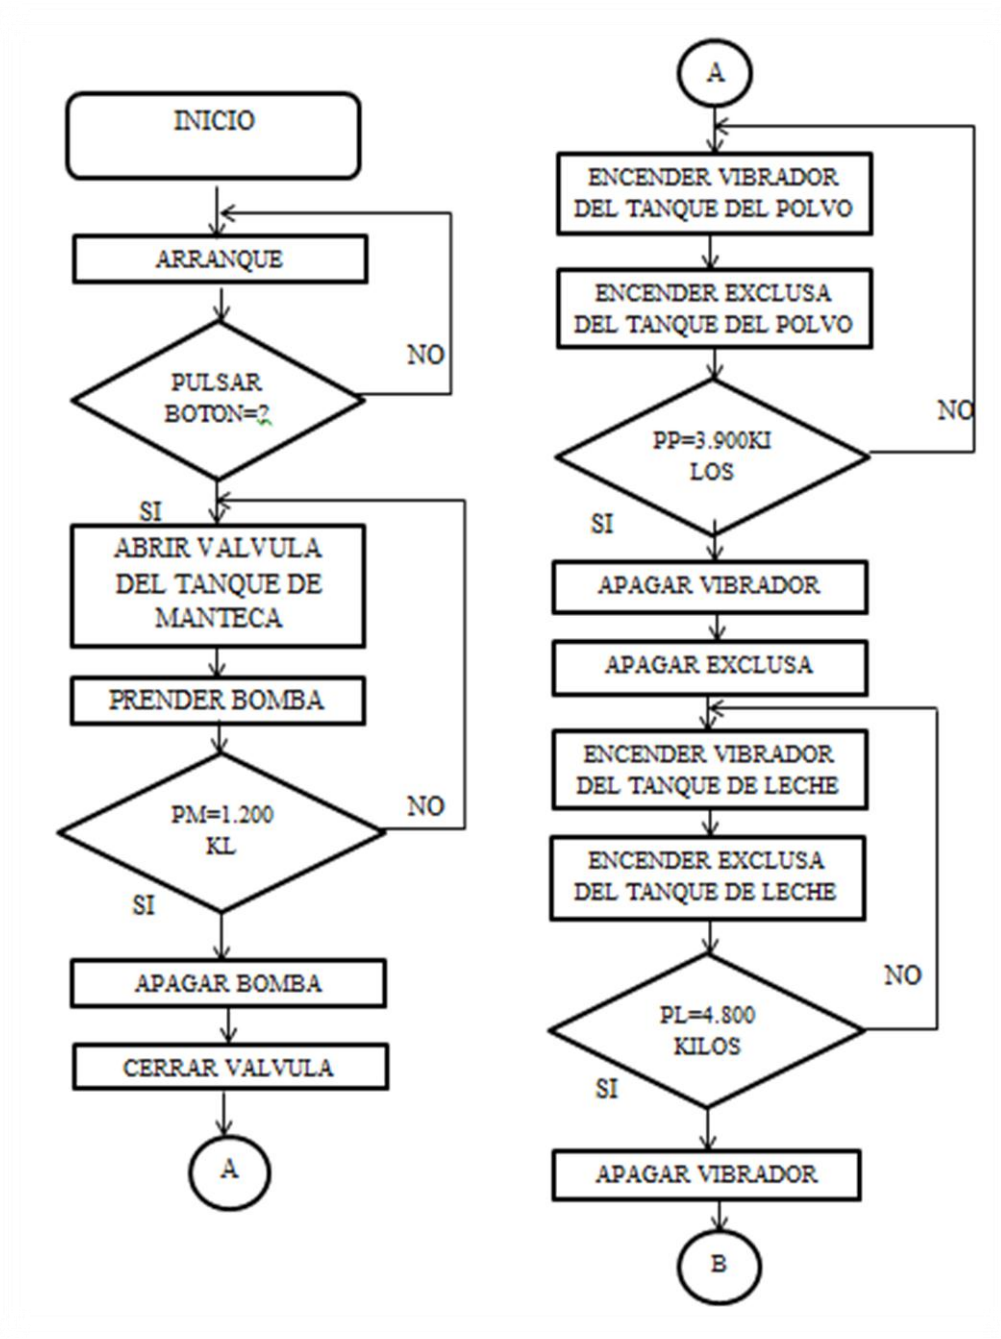 INICIO
ARRANQUE
NO
PULSAR
BOTON=?
SI
ABRIR VALVULA
DEL TANQUE DE
MANTECA
PRENDER BOMBA
NO
PM=1.200
KL
SI
APAGAR BOMBA
CERRAR VALVULA
A
A
ENCENDER VIBRADOR
DEL TANQUE DEL POLVO
ENCENDER EXCLUSA
DEL TANQUE DEL POLVO
NO
PP=3.900KI
LOS
SI
APAGAR VIBRADOR
APAGAR EXCLUSA
ENCENDER VIBRADOR
DEL TANQUE DE LECHE
ENCENDER EXCLUSA
DEL TANQUE DE LECHE
NO
PL=4.800
KILOS
SI
APAGAR VIBRADOR
B